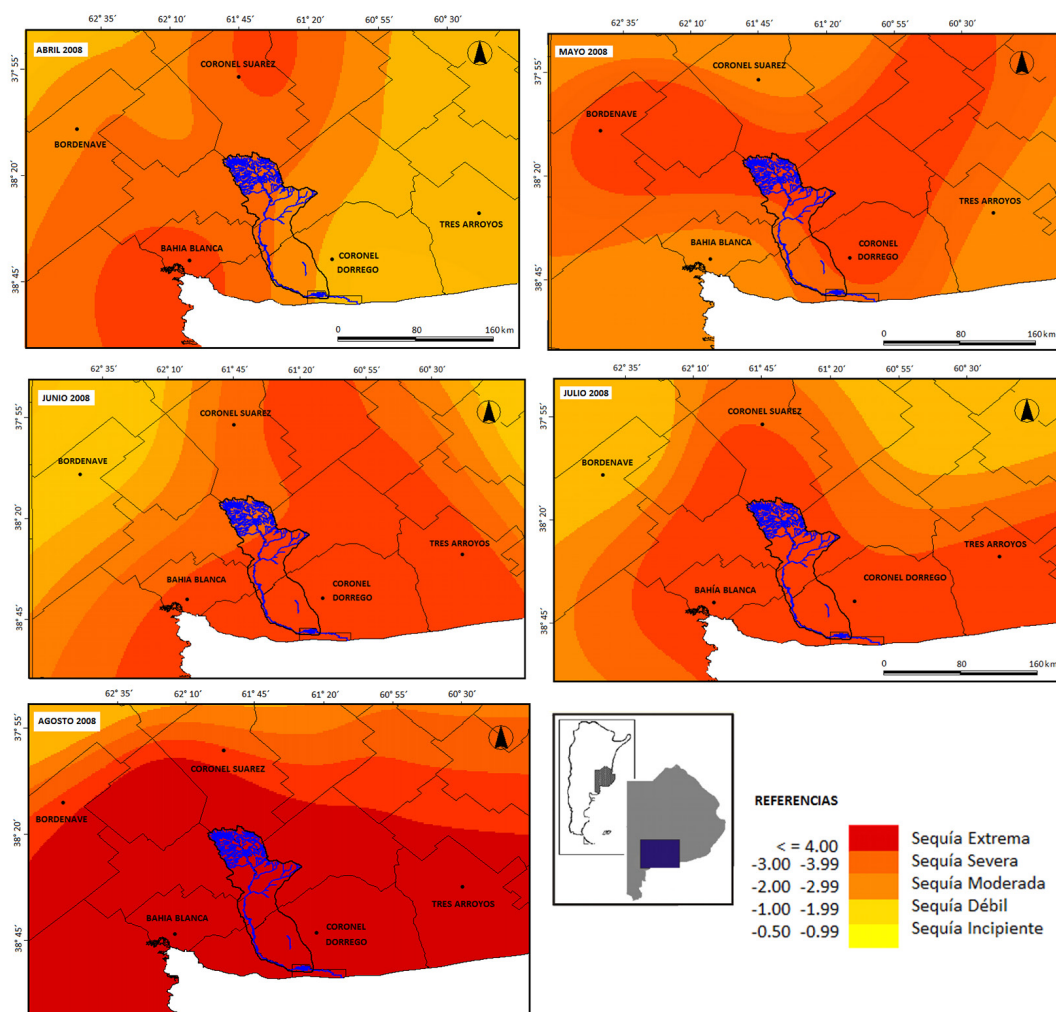 62° 35´ 62° 10´ 61° 45´ 61° 20´ 60° 55´ 60° 30´
ABRIL 2008
37° 55´
38° 20´
38° 45´
CORONEL SUAREZ
BORDENAVE
TRES ARROYOS
BAHIA BLANCA
CORONEL
DORREGO
0 80 160 km
62° 35´ 62° 10´ 61° 45´ 61° 20´ 60° 55´ 60° 30´
MAYO 2008
37° 55´
38° 20´
38° 45´
CORONEL SUAREZ
BORDENAVE
TRES ARROYOS
BAHIA BLANCA
CORONEL
DORREGO
0 80 160 km
62° 35´ 62° 10´ 61° 45´ 61° 20´ 60° 55´ 60° 30´
JUNIO 2008
37° 55´
38° 20´
38° 45´
CORONEL SUAREZ
BORDENAVE
TRES ARROYOS
BAHIA BLANCA
CORONEL
DORREGO
62° 35´ 62° 10´ 61° 45´ 61° 20´ 60° 55´ 60° 30´
JULIO 2008
37° 55´
38° 20´
38° 45´
CORONEL SUAREZ
BORDENAVE
TRES ARROYOS
CORONEL DORREGO
BAHÍA BLANCA
0 80 160 km
62° 35´ 62° 10´ 61° 45´ 61° 20´ 60° 55´ 60° 30´
AGOSTO 2008
37° 55´
38° 20´
38° 45´
CORONEL SUAREZ
BORDENAVE
TRES ARROYOS
BAHIA BLANCA
CORONEL
DORREGO
REFERENCIAS
< = 4.00 Sequía Extrema
-3.00 -3.99 Sequía Severa
-2.00 -2.99 Sequía Moderada
-1.00 -1.99 Sequía Débil
-0.50 -0.99 Sequía Incipiente